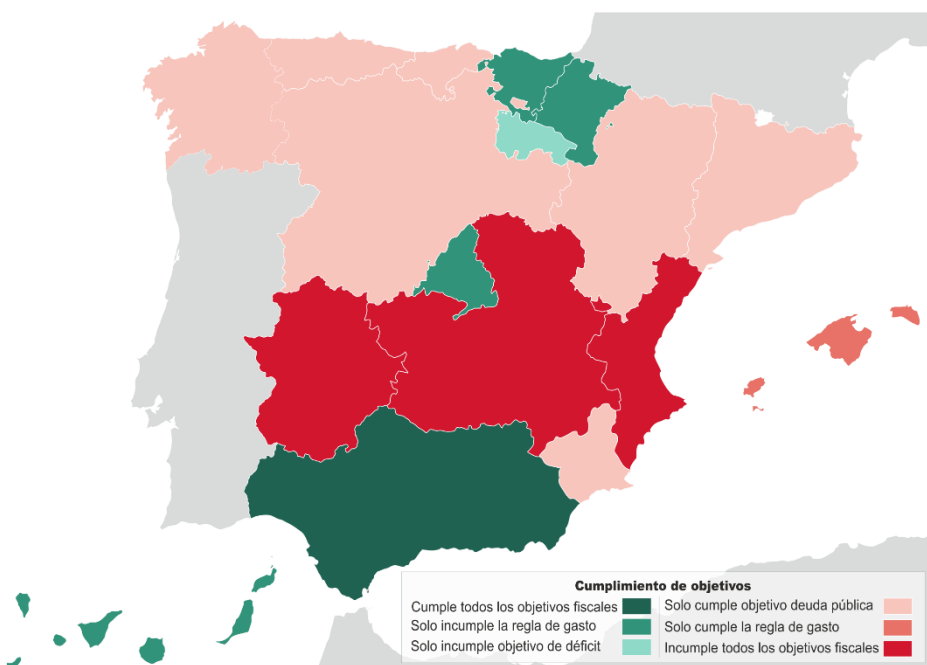 Cumplimiento de objetivos
Cumple todos los objetivos fiscales
Solo incumple la regla de gasto
Solo incumple objetivo de déficit
Solo cumple objetivo deuda pública
Solo cumple la regla de gasto
Incumple todos los objetivos fiscales